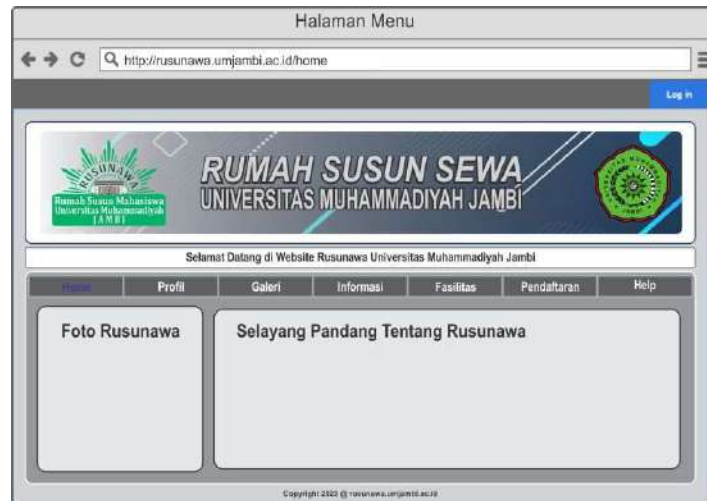 Halaman Menu
http://rusunawa.umjambi.ac.id/home
Log in
RUSUNAWA
Rumah Susun Mahasiswa
Universitas Muhammadiyah
JAMBI
RUMAH SUSUN SEWA
UNIVERSITAS MUHAMMADIYAH JAMBI
Selamat Datang di Website Rusunawa Universitas Muhammadiyah Jambi
Home Profil Galeri Informasi Fasilitas Pendaftaran Help
Foto Rusunawa
Selayang Pandang Tentang Rusunawa
Copyright 2023 @ rusunawa.umjambi.ac.id